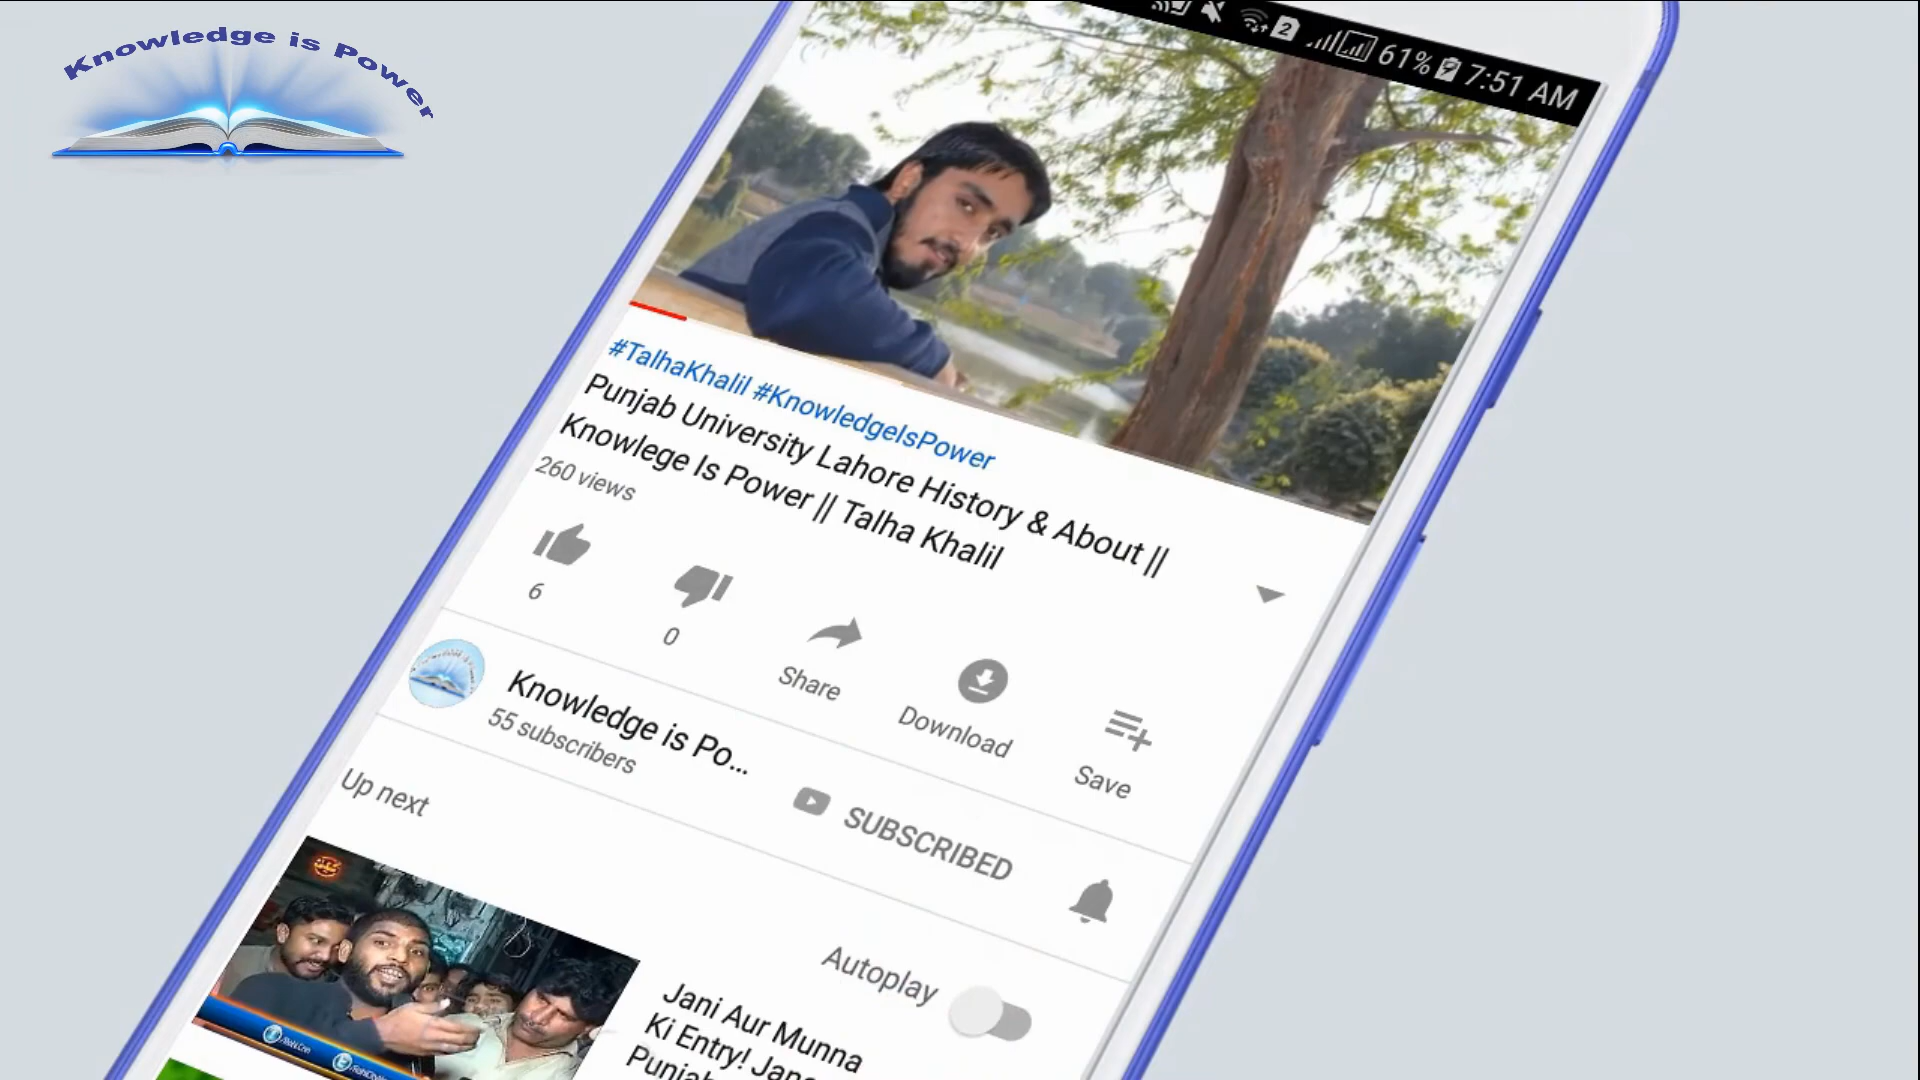 Knowledge is Power
2 61% 7:51 AM
#TalhaKhalil #KnowledgeIsPower
Punjab University Lahore History & About ||
Knowlege Is Power || Talha Khalil
260 views
6
0
Share
Download
Save
Knowledge is Po...
55 subscribers
SUBSCRIBED
Up next
Autoplay
Jani Aur Munna
Ki Entry! Jano